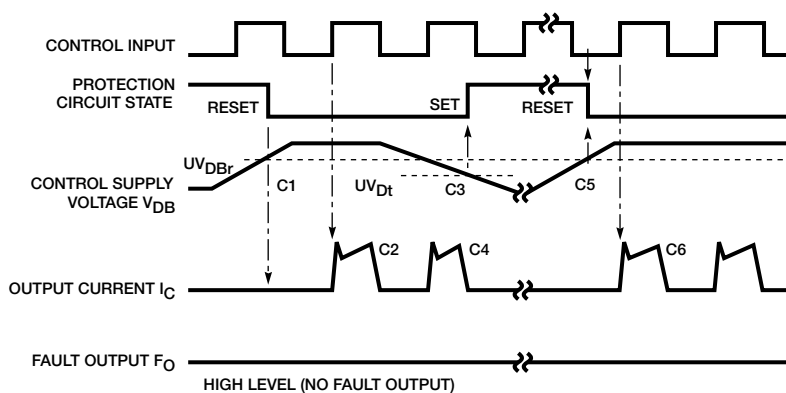 CONTROL INPUT
PROTECTION
CIRCUIT STATE
RESET
SET
RESET
UVDBr
CONTROL SUPPLY
VOLTAGE VDB
C1
UVDt
C3
C5
OUTPUT CURRENT IC
C2
C4
C6
FAULT OUTPUT FO
HIGH LEVEL (NO FAULT OUTPUT)